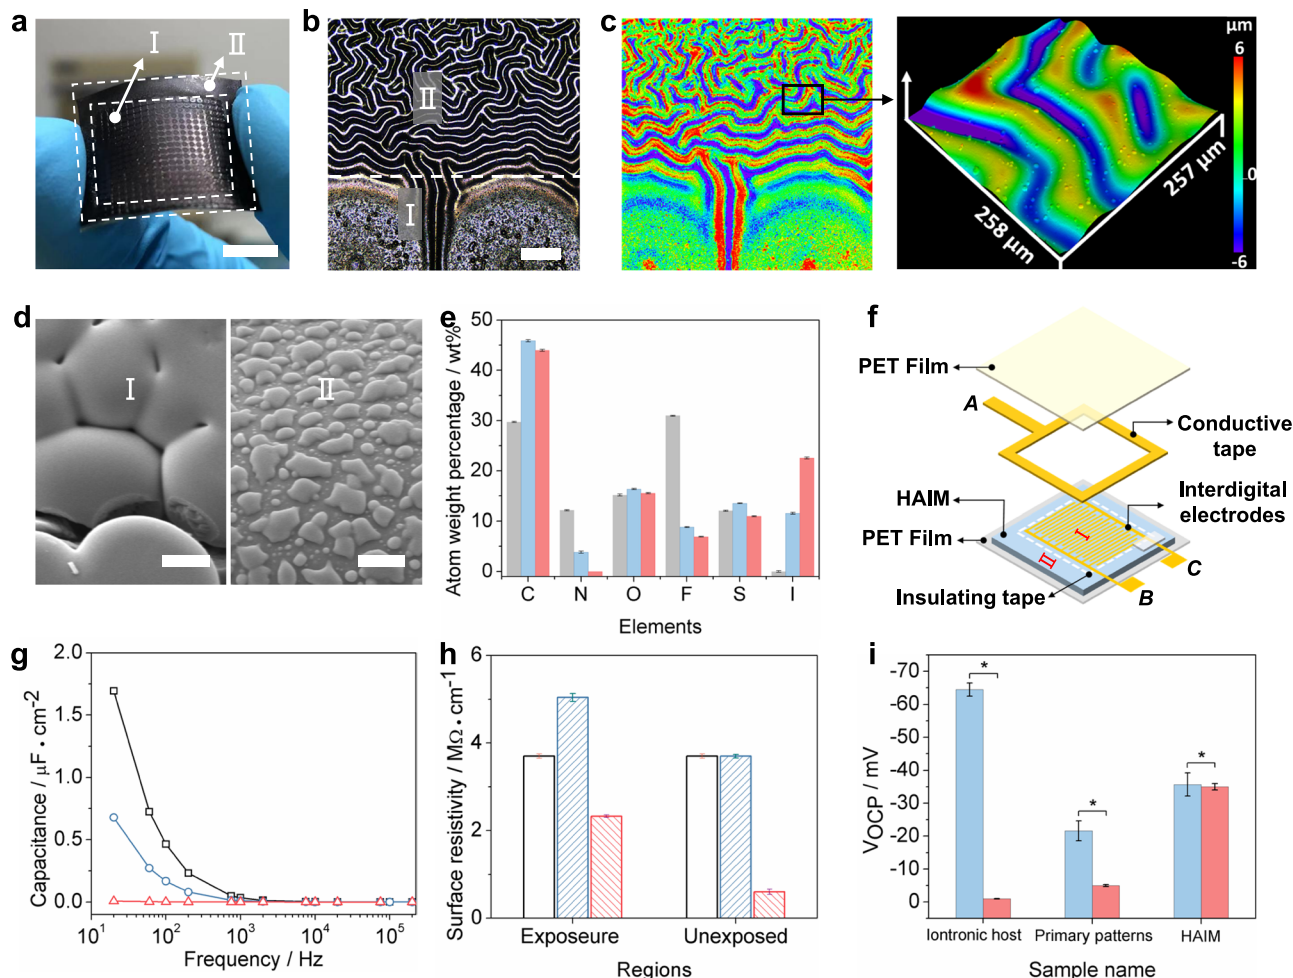 a
I
II
b
II
I
c
μm
6
0
-6
258 μm
257 μm
d
I
II
e
Atom weight percentage / wt%
50
40
30
20
10
0
C N O F S I
Elements
f
PET Film
A
Conductive
tape
HAIM
Interdigital
electrodes
PET Film
I
II
C
Insulating tape
B
g
Capacitance / μF • cm-2
2.0
1.5
1.0
0.5
0.0
10¹ 10² 10³ 10⁴ 10⁵
Frequency / Hz
h
Surface resistivity / MΩ • cm-1
6
4
2
0
Exposeure Unexposed
Regions
i
VOCP / mV
-70
-60
-50
-40
-30
-20
-10
0
*
*
*
Iontronic host Primary patterns HAIM
Sample name